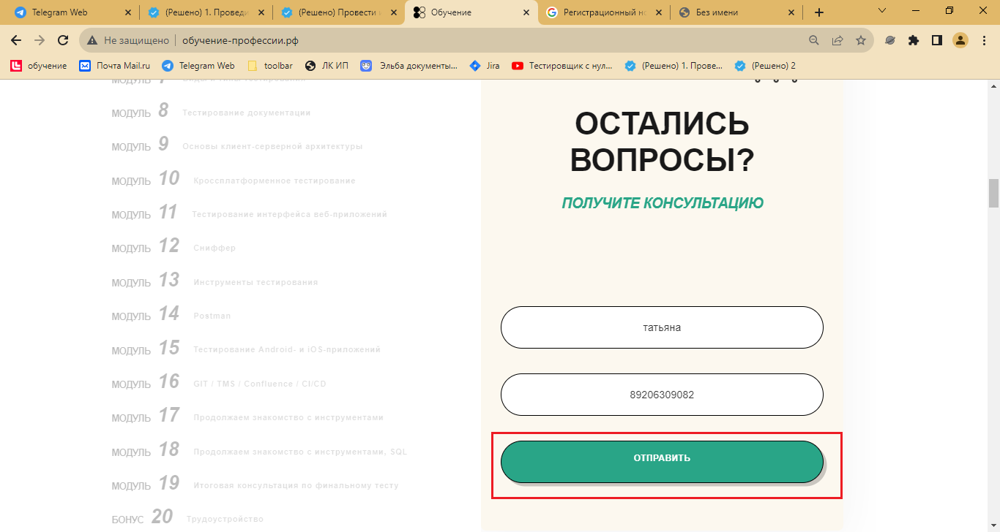 Telegram Web
(Решено) 1. Проведи
(Решено) Провести и
Обучение
Регистрационный но
Без имени
Не защищено
обучение-профессии.рф
обучение
Почта Mail.ru
Telegram Web
toolbar
ЛК ИП
Эльба документы...
Jira
Тестировщик с нул...
(Решено) 1. Прове...
(Решено) 2
МОДУЛЬ 7 Виды и типы тестирования
МОДУЛЬ 8 Тестирование документации
МОДУЛЬ 9 Основы клиент-серверной архитектуры
МОДУЛЬ 10 Кроссплатформенное тестирование
МОДУЛЬ 11 Тестирование интерфейса веб-приложений
МОДУЛЬ 12 Сниффер
МОДУЛЬ 13 Инструменты тестирования
МОДУЛЬ 14 Postman
МОДУЛЬ 15 Тестирование Android- и iOS-приложений
МОДУЛЬ 16 GIT / TMS / Confluence / CI/CD
МОДУЛЬ 17 Продолжаем знакомство с инструментами
МОДУЛЬ 18 Продолжаем знакомство с инструментами, SQL
МОДУЛЬ 19 Итоговая консультация по финальному тесту
БОНУС 20 Трудоустройство
ОСТАЛИСЬ
ВОПРОСЫ?
ПОЛУЧИТЕ КОНСУЛЬТАЦИЮ
татьяна
89206309082
ОТПРАВИТЬ